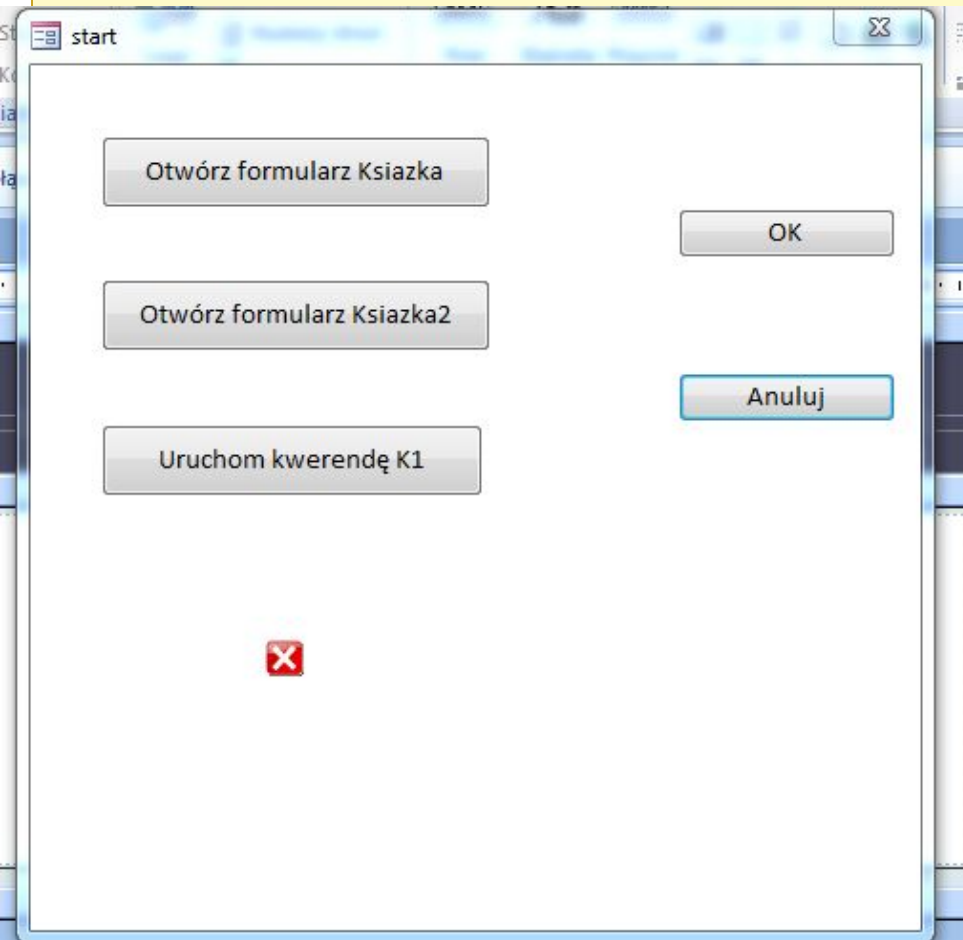 start
Otwórz formularz Ksiazka
OK
Otwórz formularz Ksiazka2
Anuluj
Uruchom kwerendę K1